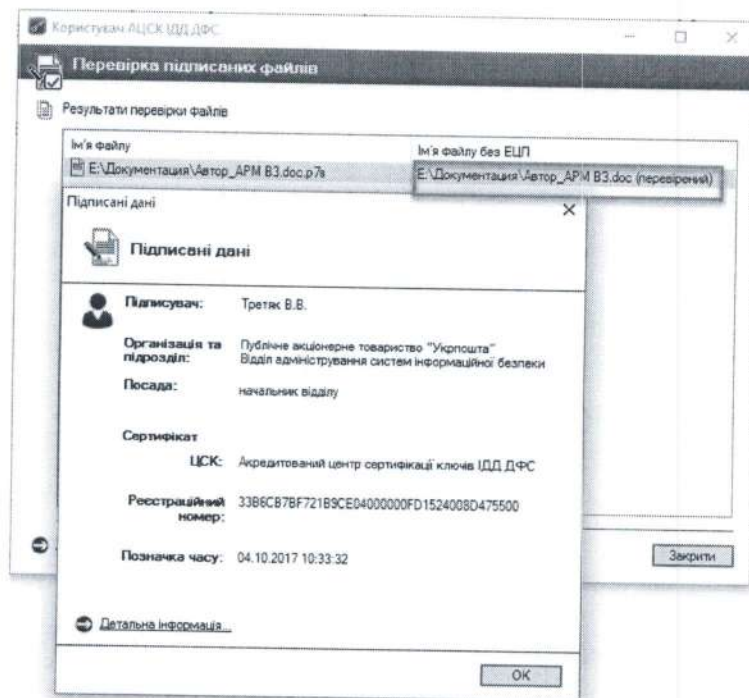 Користувач АЦСК ІДД ДФС
Перевірка підписаних файлів
Результати перевірки файлів
Ім'я файлу
Ім'я файлу без ЕЦП
Е:\Документация\Автор_АРМ ВЗ.doc.p7s
Е:\Документация\Автор_АРМ ВЗ.doc (перевірений)
Підписані дані
Підписані дані
Підписувач: Третяк В.В.
Організація та підрозділ: Публічне акціонерне товариство "Укрпошта"
Відділ адміністрування систем інформаційної безпеки
Посада: начальник відділу
Сертифікат
ЦСК: Акредитований центр сертифікації ключів ІДД ДФС
Реєстраційний номер: 33B6CB7BF721B9CE04000000FD1524008D475500
Позначка часу: 04.10.2017 10:33:32
Закрити
Детальна інформація...
OK